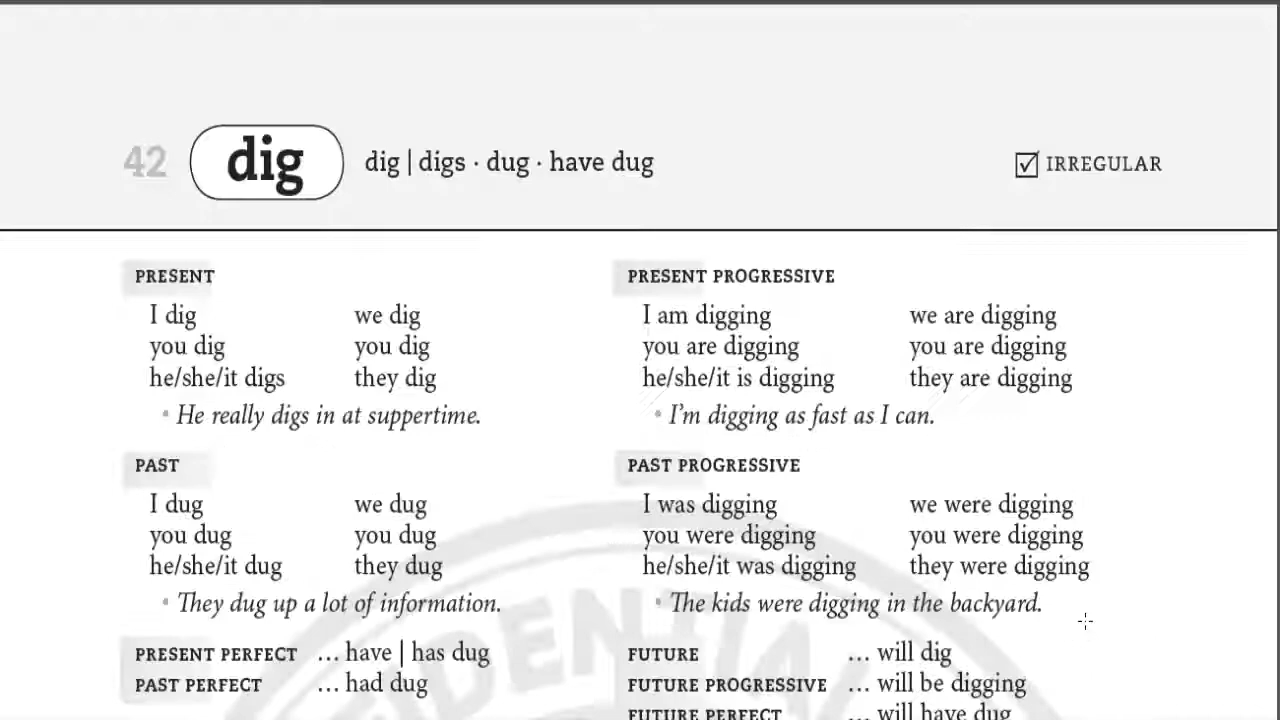 42 dig dig | digs · dug · have dug ☑ IRREGULAR
PRESENT
I dig we dig
you dig you dig
he/she/it digs they dig
• He really digs in at suppertime.
PRESENT PROGRESSIVE
I am digging we are digging
you are digging you are digging
he/she/it is digging they are digging
• I’m digging as fast as I can.
PAST
I dug we dug
you dug you dug
he/she/it dug they dug
• They dug up a lot of information.
PAST PROGRESSIVE
I was digging we were digging
you were digging you were digging
he/she/it was digging they were digging
• The kids were digging in the backyard.
PRESENT PERFECT … have | has dug
PAST PERFECT … had dug
FUTURE … will dig
FUTURE PROGRESSIVE … will be digging
FUTURE PERFECT … will have dug